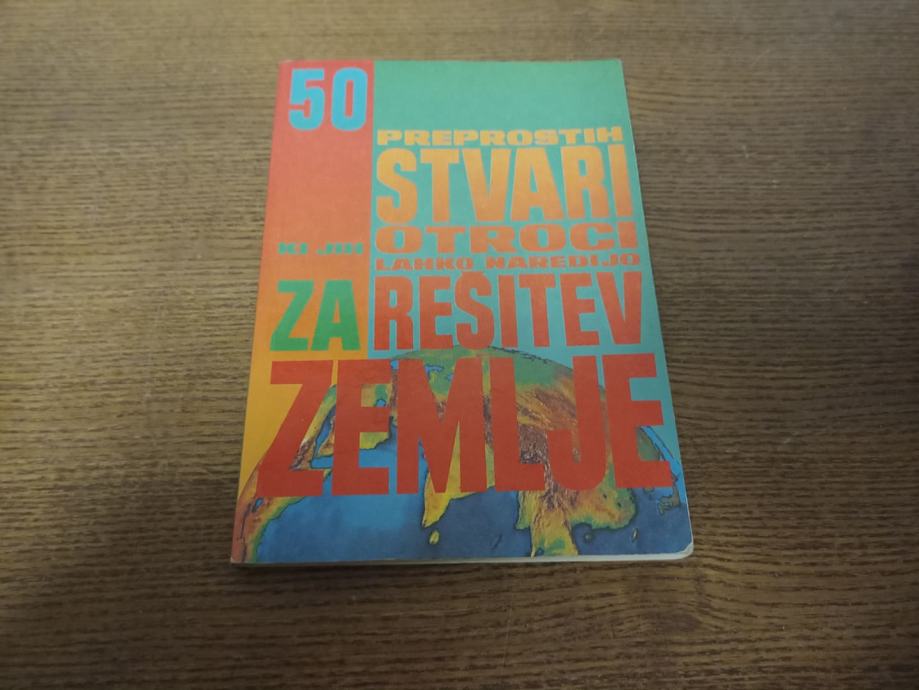 50
PREPROSTIH
STVARI
KI JIH OTROCI
LAHKO NAREDIJO
ZA REŠITEV
ZEMLJE